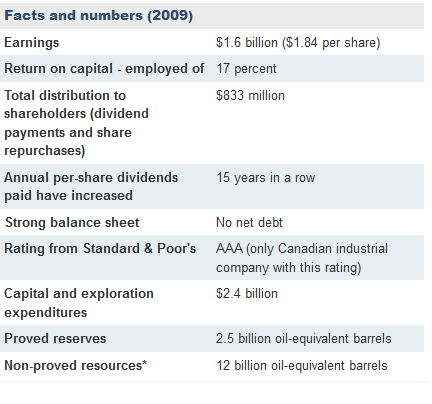 Facts and numbers (2009)
Earnings $1.6 billion ($1.84 per share)
Return on capital - employed of 17 percent
Total distribution to $833 million
shareholders (dividend
payments and share
repurchases)
Annual per-share dividends 15 years in a row
paid have increased
Strong balance sheet No net debt
Rating from Standard & Poor's AAA (only Canadian industrial
company with this rating)
Capital and exploration $2.4 billion
expenditures
Proved reserves 2.5 billion oil-equivalent barrels
Non-proved resources* 12 billion oil-equivalent barrels